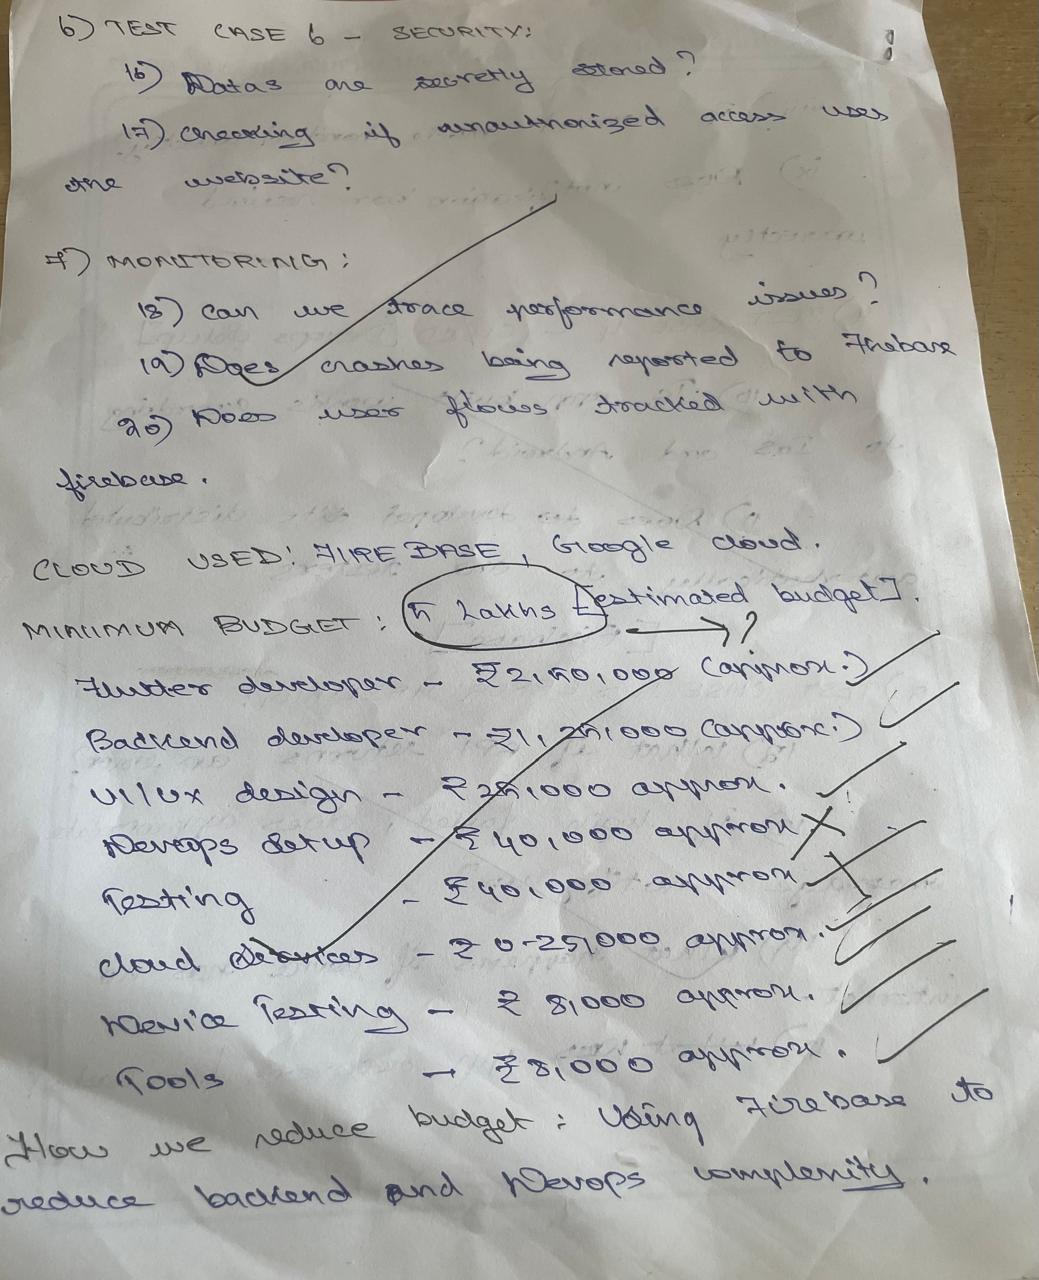 6) TEST CASE 6 - SECURITY:
16) Datas are secretly stored?
17) checking if unauthorized access uses
the website?
7) MONITORING:
18) can we trace performance issues?
19) Does crashes being reported to Firebase
20) Does user flows tracked with
firebase.
CLOUD USED: FIREBASE, Google cloud.
MINIMUM BUDGET: 5 Lakhs [estimated budget]. → ?
Flutter developer - ₹2,50,000 (approx.)
Backend developer - ₹1,25,000 (approx.)
UI/UX design - ₹25,000 approx.
Devops Setup - ₹40,000 approx
Testing - ₹40,000 approx
cloud services - ₹0-25,000 approx.
Device Testing - ₹8,000 approx.
Tools - ₹8,000 approx.
How we reduce budget: Using Firebase to
reduce backend and Devops complexity.